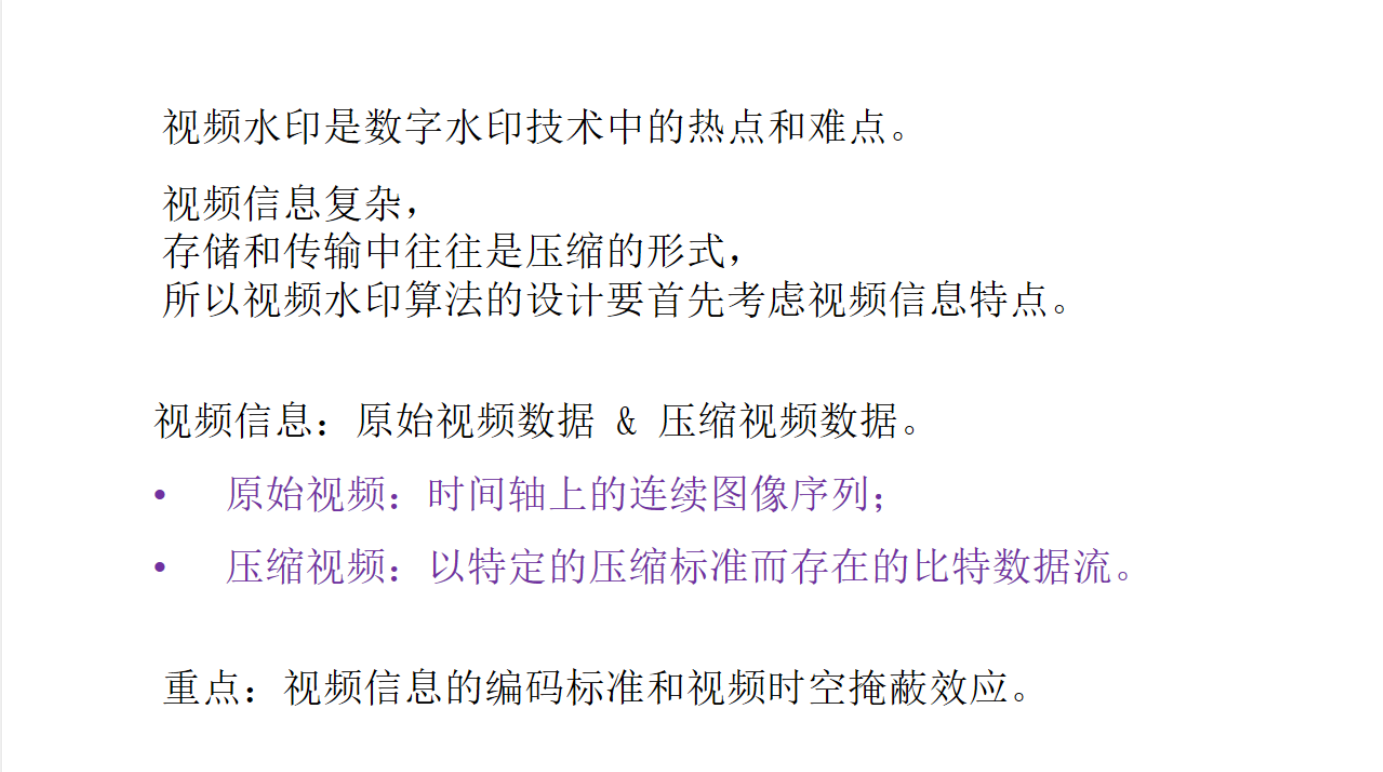 视频水印是数字水印技术中的热点和难点。
视频信息复杂，
存储和传输中往往是压缩的形式，
所以视频水印算法的设计要首先考虑视频信息特点。
视频信息：原始视频数据 & 压缩视频数据。
• 原始视频：时间轴上的连续图像序列；
• 压缩视频：以特定的压缩标准而存在的比特数据流。
重点：视频信息的编码标准和视频时空掩蔽效应。